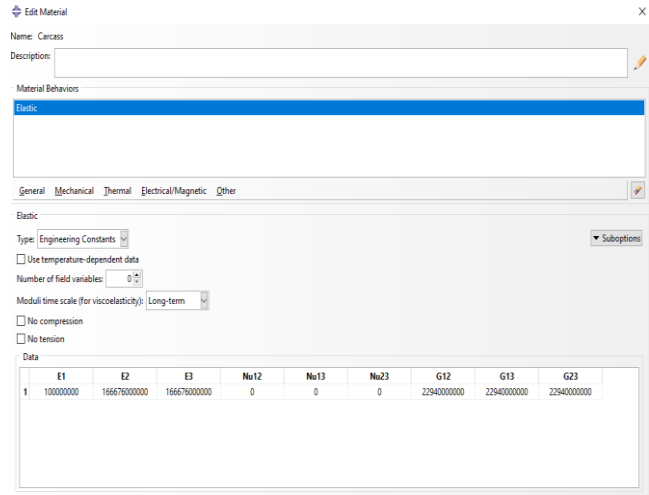 Edit Material X
Name: Carcass
Description:
Material Behaviors
Elastic
General Mechanical Thermal Electrical/Magnetic Other
Elastic
Type: Engineering Constants Suboptions
Use temperature-dependent data
Number of field variables: 0
Moduli time scale (for viscoelasticity): Long-term
No compression
No tension
Data
E1 E2 E3 Nu12 Nu13 Nu23 G12 G13 G23
1 100000000 166676000000 166676000000 0 0 0 22940000000 22940000000 22940000000